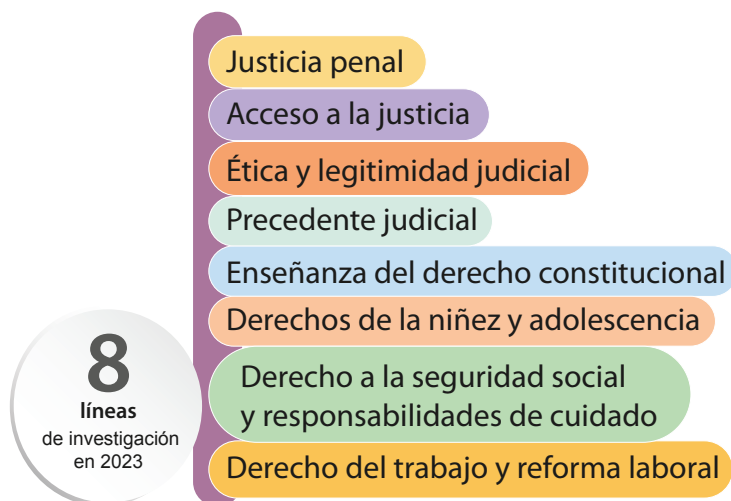 Justicia penal
Acceso a la justicia
Ética y legitimidad judicial
Precedente judicial
Enseñanza del derecho constitucional
Derechos de la niñez y adolescencia
Derecho a la seguridad social
y responsabilidades de cuidado
Derecho del trabajo y reforma laboral
8
líneas
de investigación
en 2023